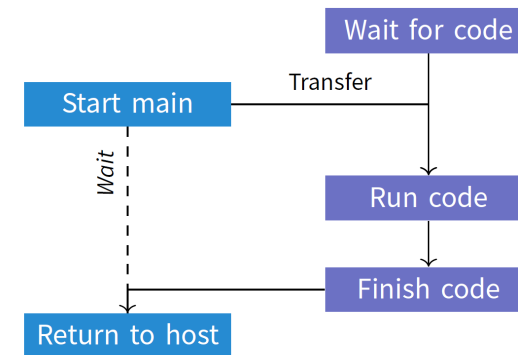 Wait for code
Transfer
Start main
Wait
Run code
Finish code
Return to host